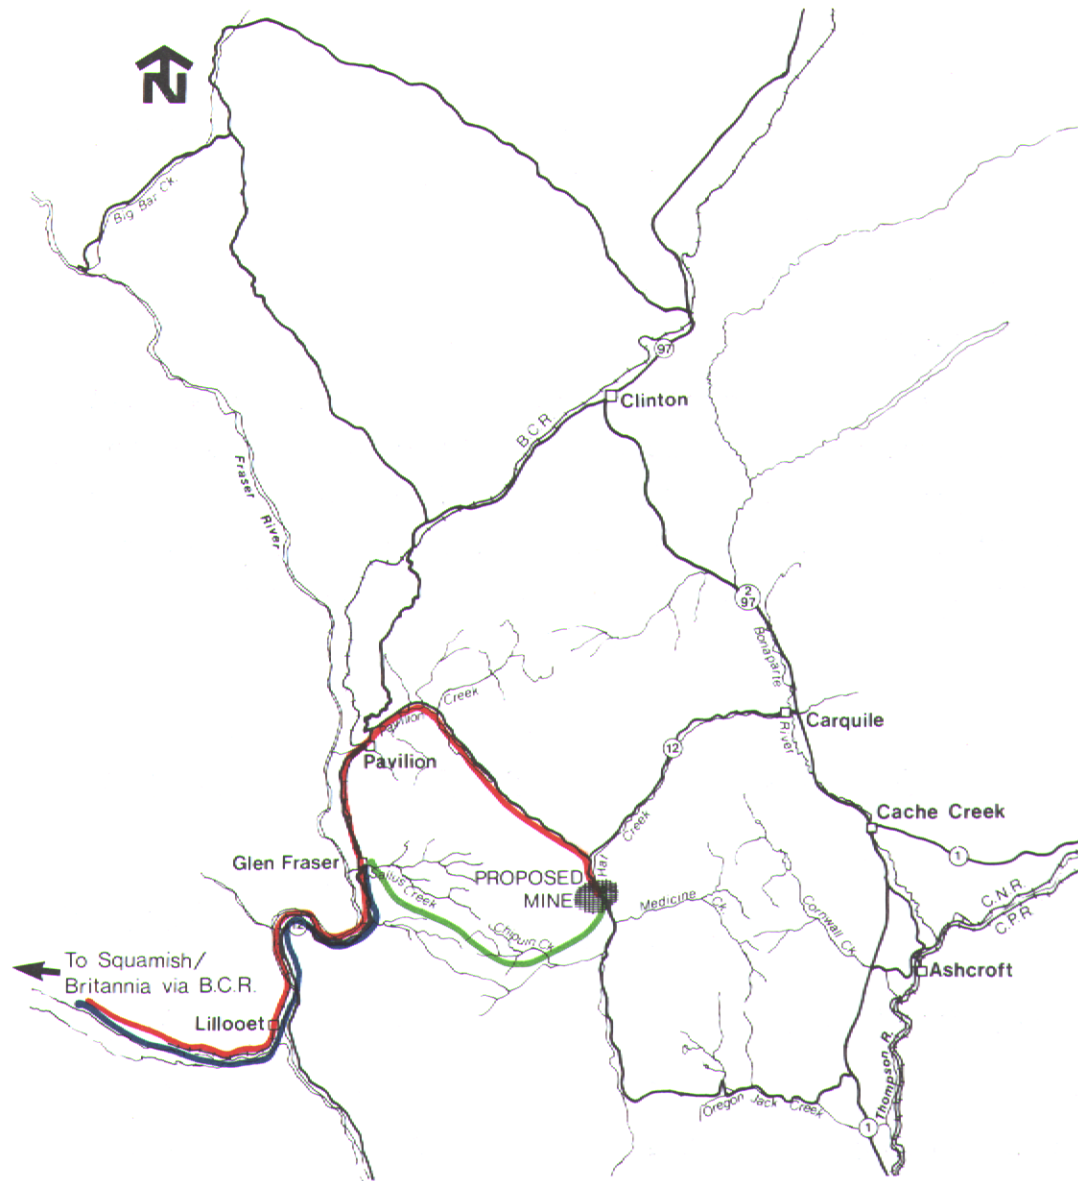 N
Big Bar Ck.
97
Clinton
B.C.R.
Fraser
River
2
97
Bonaparte
River
Carquile
12
Pavilion Creek
Pavilion
Cache Creek
1
Creek
Hat
Glen Fraser
Sallus Creek
PROPOSED
MINE
Medicine
Ck.
Cornwall Ck.
C.N.R.
C.P.R.
Chipuin Ck.
12
To Squamish/
Britannia via B.C.R.
Ashcroft
Lillooet
Thompson R.
Oregon Jack Creek
1